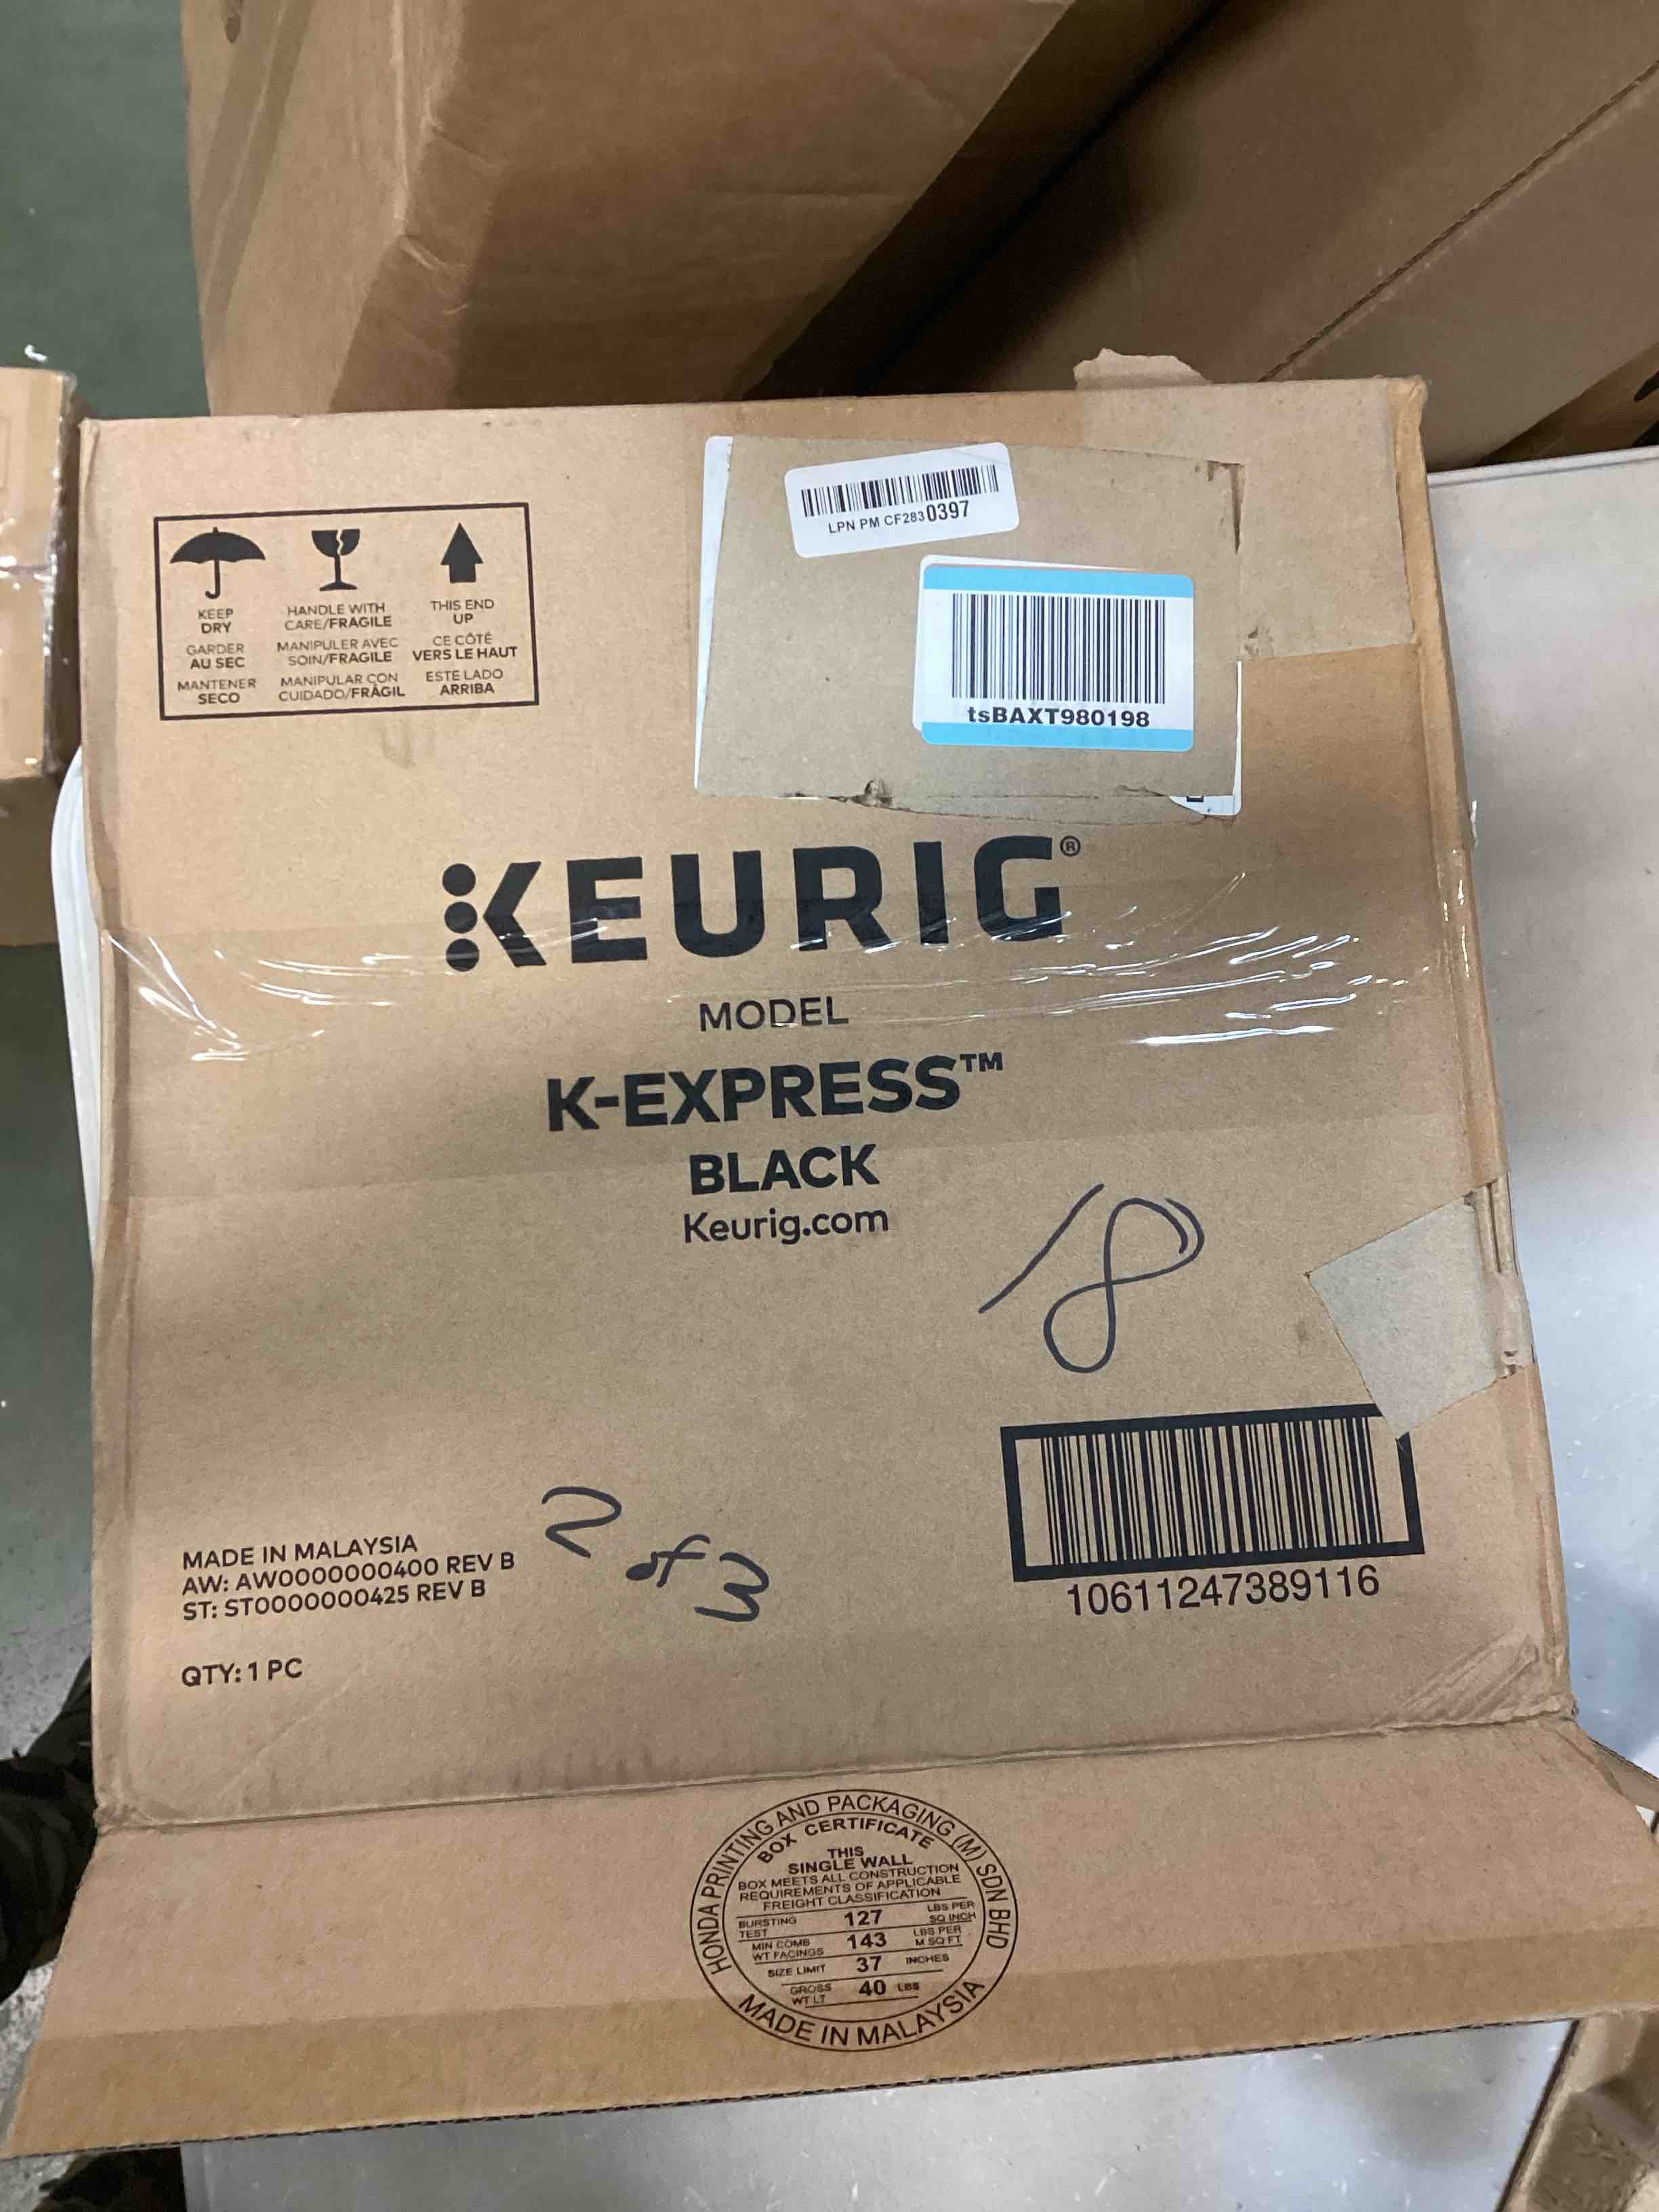 LPN PM CF2830397
tsBAXT980198
KEEP
DRY
GARDER
AU SEC
MANTENER
SECO
HANDLE WITH
CARE/FRAGILE
MANIPULER AVEC
SOIN/FRAGILE
MANIPULAR CON
CUIDADO/FRÁGIL
THIS END
UP
CE CÔTÉ
VERS LE HAUT
ESTE LADO
ARRIBA
KEURIG®
MODEL
K-EXPRESS™
BLACK
Keurig.com
18
2 of 3
MADE IN MALAYSIA
AW: AW0000000400 REV B
ST: ST0000000425 REV B
QTY: 1 PC
10611247389116
HONDA PRINTING AND PACKAGING (M) SDN BHD
BOX CERTIFICATE
THIS
SINGLE WALL
BOX MEETS ALL CONSTRUCTION
REQUIREMENTS OF APPLICABLE
FREIGHT CLASSIFICATION
BURSTING TEST 127 LBS PER SQ INCH
MIN COMB WT FACINGS 143 LBS PER M SQ FT
SIZE LIMIT 37 INCHES
GROSS WT LT 40 LBS
MADE IN MALAYSIA